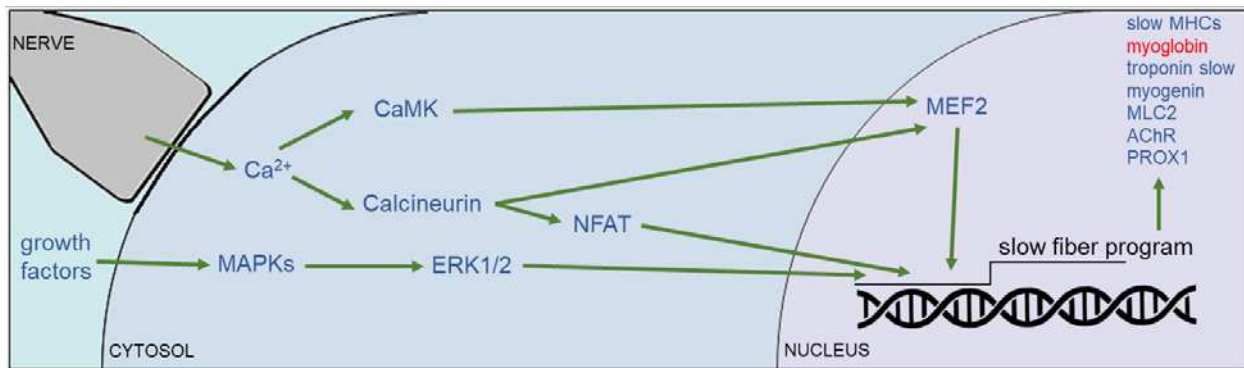 NERVE
slow MHCs
myoglobin
troponin slow
myogenin
MLC2
AChR
PROX1
CaMK
MEF2
Ca²⁺
Calcineurin
NFAT
growth
factors
MAPKs
ERK1/2
slow fiber program
CYTOSOL
NUCLEUS